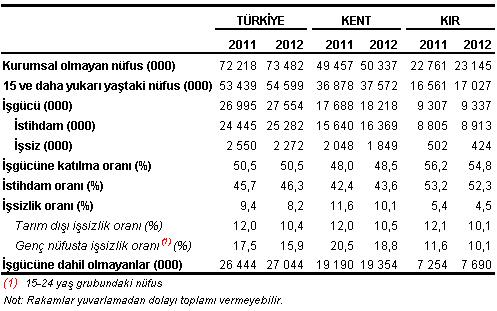 TÜRKİYE KENT KIR
2011 2012 2011 2012 2011 2012
Kurumsal olmayan nüfus (000) 72 218 73 482 49 457 50 337 22 761 23 145
15 ve daha yukarı yaştaki nüfus (000) 53 439 54 599 36 878 37 572 16 561 17 027
İşgücü (000) 26 995 27 554 17 688 18 218 9 307 9 337
İstihdam (000) 24 445 25 282 15 640 16 369 8 805 8 913
İşsiz (000) 2 550 2 272 2 048 1 849 502 424
İşgücüne katılma oranı (%) 50,5 50,5 48,0 48,5 56,2 54,8
İstihdam oranı (%) 45,7 46,3 42,4 43,6 53,2 52,3
İşsizlik oranı (%) 9,4 8,2 11,6 10,1 5,4 4,5
Tarım dışı işsizlik oranı (%) 12,0 10,4 12,0 10,5 12,1 10,1
Genç nüfusta işsizlik oranı (1) (%) 17,5 15,9 20,5 18,8 11,6 10,1
İşgücüne dahil olmayanlar (000) 26 444 27 044 19 190 19 354 7 254 7 690
(1) 15-24 yaş grubundaki nüfus
Not: Rakamlar yuvarlamadan dolayı toplamı vermeyebilir.